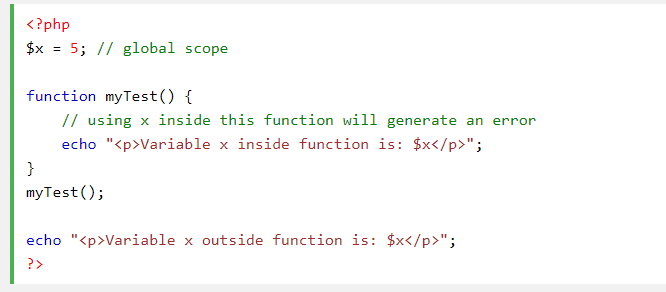 <?php
$x = 5; // global scope

function myTest() {
    // using x inside this function will generate an error
    echo "<p>Variable x inside function is: $x</p>";
}
myTest();

echo "<p>Variable x outside function is: $x</p>";
?>